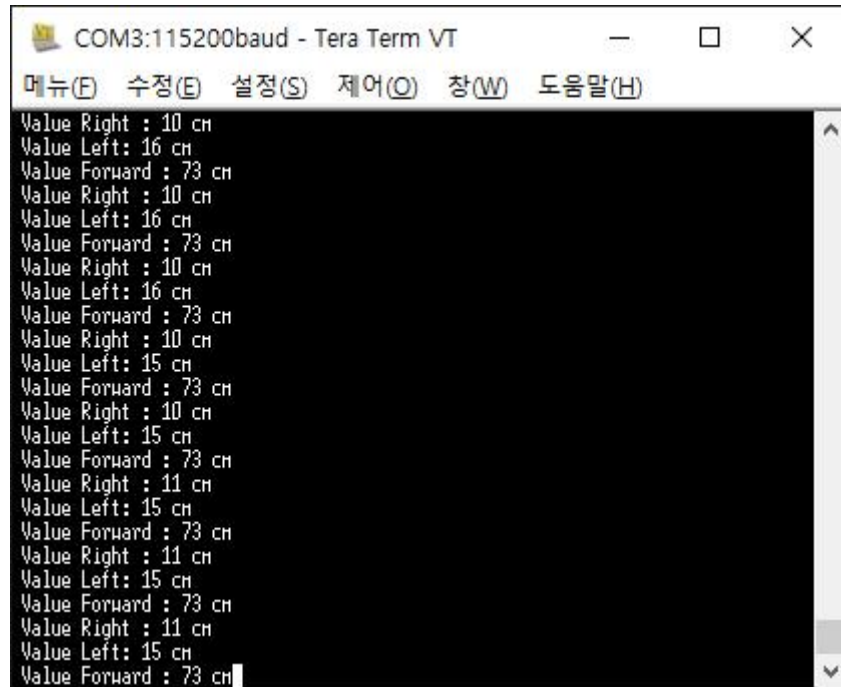 COM3:115200baud - Tera Term VT
메뉴(F) 수정(E) 설정(S) 제어(O) 창(W) 도움말(H)
Value Right : 10 cm
Value Left: 16 cm
Value Forward : 73 cm
Value Right : 10 cm
Value Left: 16 cm
Value Forward : 73 cm
Value Right : 10 cm
Value Left: 16 cm
Value Forward : 73 cm
Value Right : 10 cm
Value Left: 15 cm
Value Forward : 73 cm
Value Right : 10 cm
Value Left: 15 cm
Value Forward : 73 cm
Value Right : 11 cm
Value Left: 15 cm
Value Forward : 73 cm
Value Right : 11 cm
Value Left: 15 cm
Value Forward : 73 cm
Value Right : 11 cm
Value Left: 15 cm
Value Forward : 73 cm